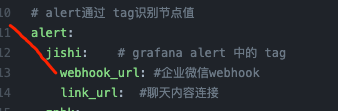 10 # alert通过 tag识别节点值
11 alert:
12 jishi: # grafana alert 中的 tag
13 webhook_url: #企业微信webhook
14 link_url: #聊天内容连接